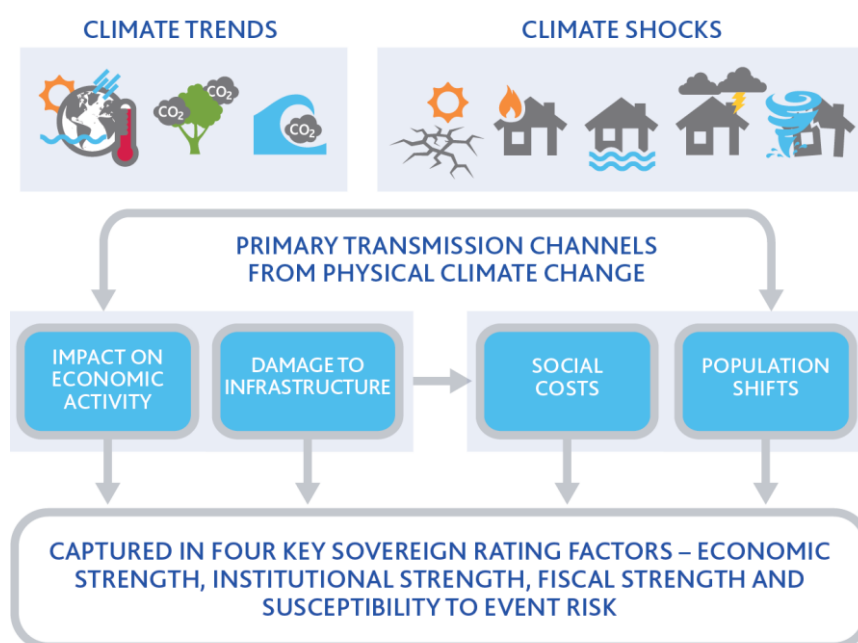 CLIMATE TRENDS
CLIMATE SHOCKS
CO2
CO2
CO2
PRIMARY TRANSMISSION CHANNELS
FROM PHYSICAL CLIMATE CHANGE
IMPACT ON
ECONOMIC
ACTIVITY
DAMAGE TO
INFRASTRUCTURE
SOCIAL
COSTS
POPULATION
SHIFTS
CAPTURED IN FOUR KEY SOVEREIGN RATING FACTORS – ECONOMIC
STRENGTH, INSTITUTIONAL STRENGTH, FISCAL STRENGTH AND
SUSCEPTIBILITY TO EVENT RISK